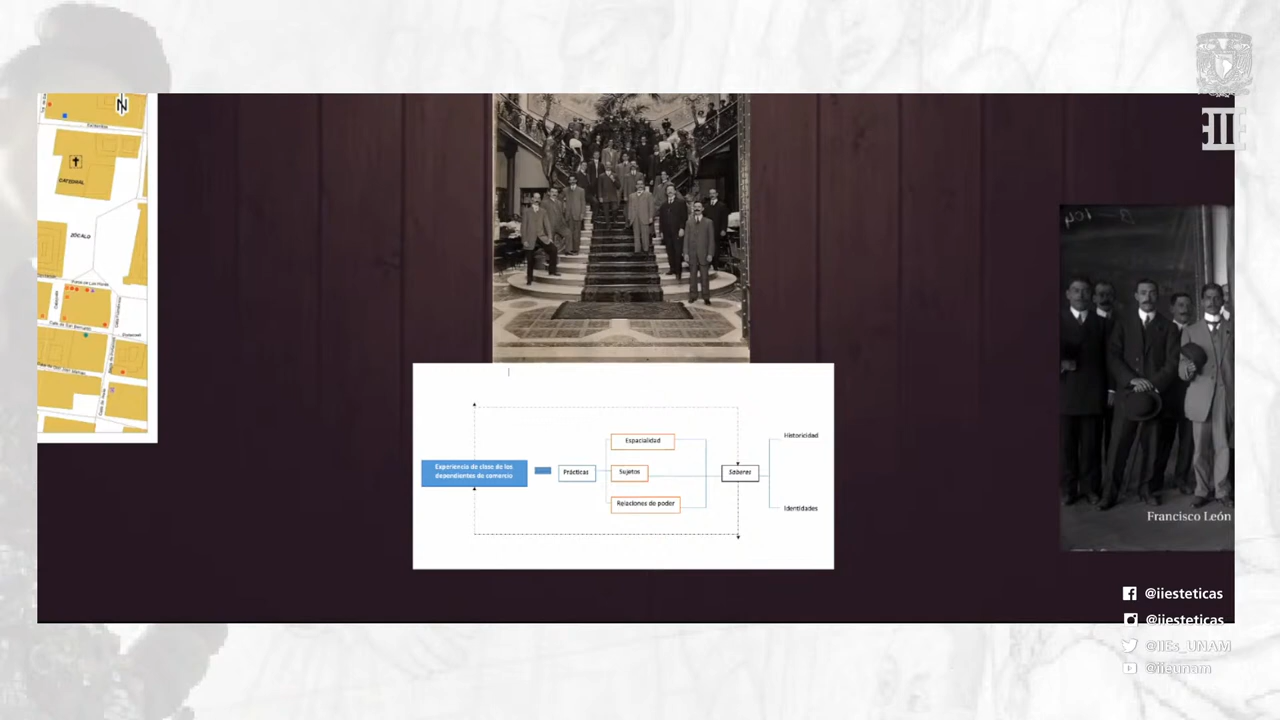 N
CATEDRAL
ZÓCALO
Experiencia de clase de los
dependientes de comercio
Prácticas
Espacialidad
Sujetos
Relaciones de poder
Saberes
Historicidad
Identidades
Francisco León
@iiesteticas
@iiesteticas
@IIEs_UNAM
@iieunam